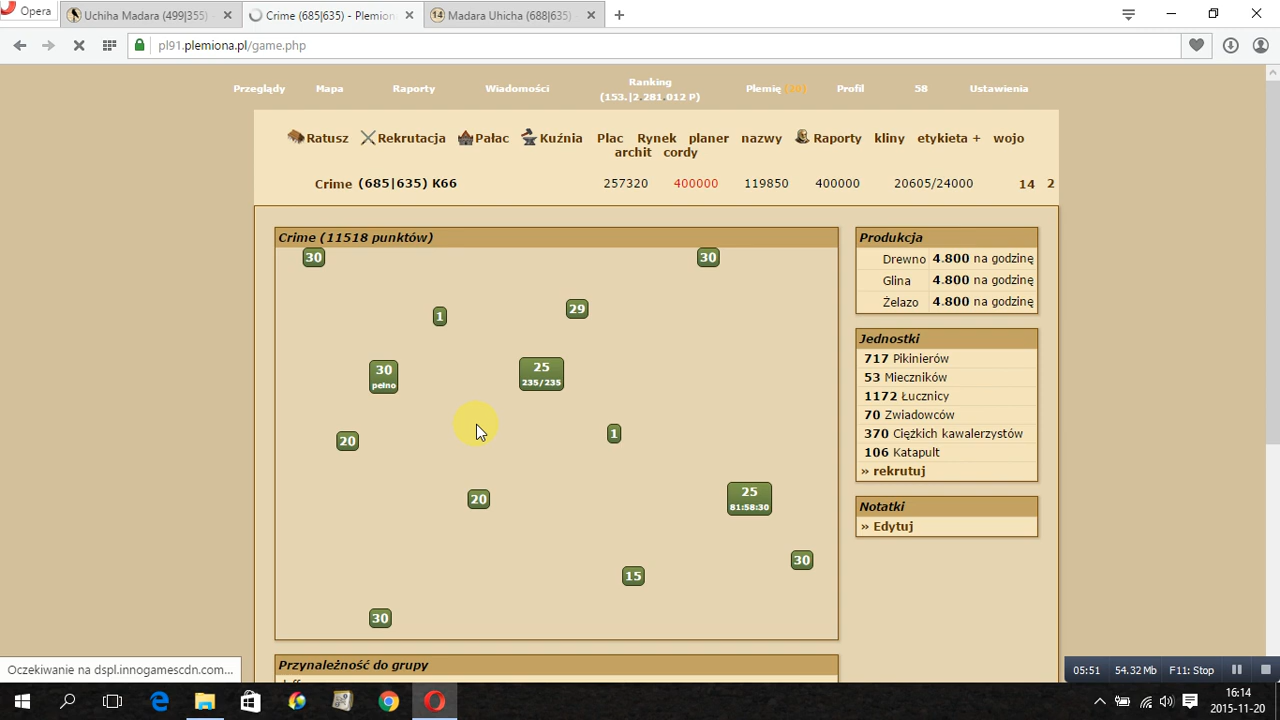 Opera
Uchiha Madara (499|355) -
Crime (685|635) - Plemion
14 Madara Uhicha (688|635) -
pl91.plemiona.pl/game.php
Przeglądy Mapa Raporty Wiadomości Ranking (153.|2.281.012 P) Plemię (20) Profil 58 Ustawienia
Ratusz Rekrutacja Pałac Kuźnia Plac Rynek planer nazwy Raporty kliny etykieta + wojo
archit cordy
Crime (685|635) K66 257320 400000 119850 400000 20605/24000 14 2
Crime (11518 punktów)
30 30
1 29
30 pełno
25 235/235
20 1
20
25 81:58:30
30
15
30
Przynależność do grupy
Produkcja
Drewno 4.800 na godzinę
Glina 4.800 na godzinę
Żelazo 4.800 na godzinę
Jednostki
717 Pikinierów
53 Mieczników
1172 Łucznicy
70 Zwiadowców
370 Ciężkich kawalerzystów
106 Katapult
» rekrutuj
Notatki
» Edytuj
Oczekiwanie na dspl.innogamescdn.com...
05:51 54.32 Mb F11: Stop
16:14
2015-11-20